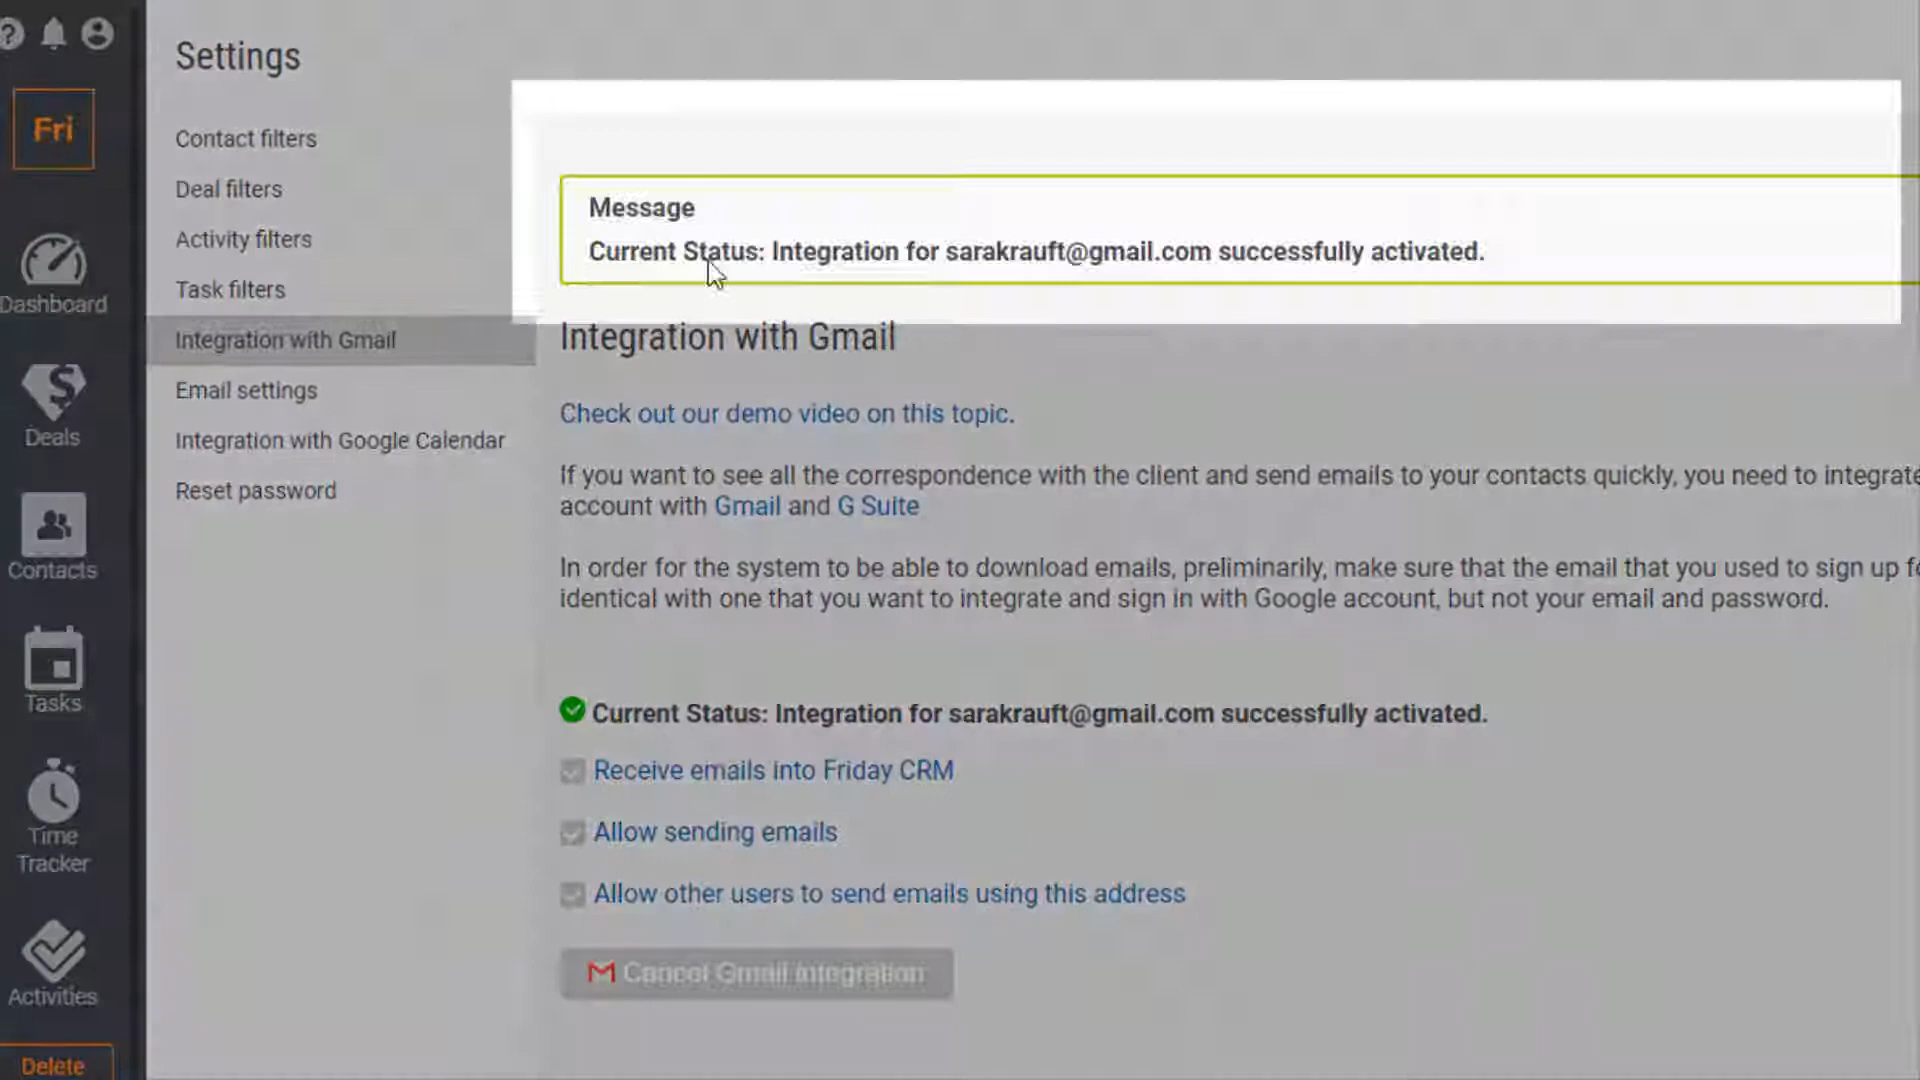 ?
Fri
Dashboard
Deals
Contacts
Tasks
Time
Tracker
Activities
Delete
Settings
Contact filters
Deal filters
Activity filters
Task filters
Integration with Gmail
Email settings
Integration with Google Calendar
Reset password
Message
Current Status: Integration for sarakrauft@gmail.com successfully activated.
Integration with Gmail
Check out our demo video on this topic.
If you want to see all the correspondence with the client and send emails to your contacts quickly, you need to integrate
account with Gmail and G Suite
In order for the system to be able to download emails, preliminarily, make sure that the email that you used to sign up fo
identical with one that you want to integrate and sign in with Google account, but not your email and password.
Current Status: Integration for sarakrauft@gmail.com successfully activated.
Receive emails into Friday CRM
Allow sending emails
Allow other users to send emails using this address
Cancel Gmail integration